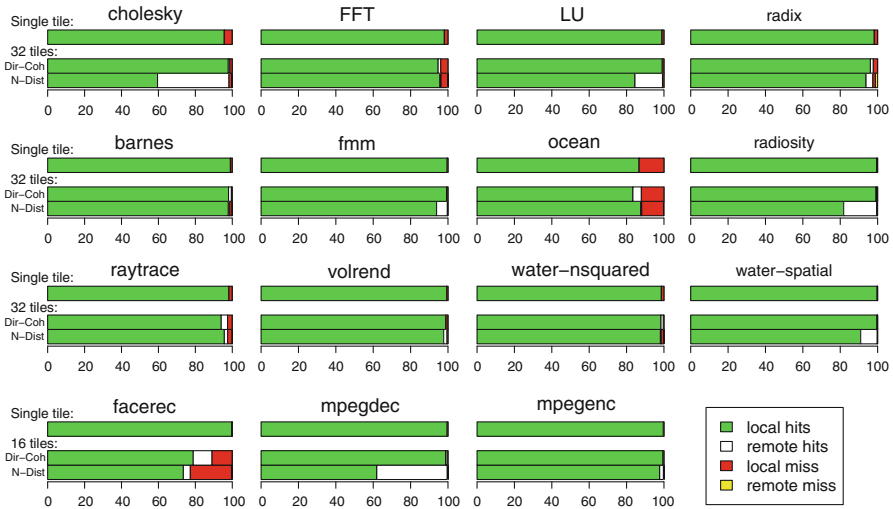 cholesky FFT LU radix
Single tile:
32 tiles:
Dir−Coh
N−Dist
0 20 40 60 80 100 0 20 40 60 80 100 0 20 40 60 80 100 0 20 40 60 80 100
barnes fmm ocean radiosity
Single tile:
32 tiles:
Dir−Coh
N−Dist
0 20 40 60 80 100 0 20 40 60 80 100 0 20 40 60 80 100 0 20 40 60 80 100
raytrace volrend water−nsquared water−spatial
Single tile:
32 tiles:
Dir−Coh
N−Dist
0 20 40 60 80 100 0 20 40 60 80 100 0 20 40 60 80 100 0 20 40 60 80 100
facerec mpegdec mpegenc
Single tile:
16 tiles:
Dir−Coh
N−Dist
0 20 40 60 80 100 0 20 40 60 80 100 0 20 40 60 80 100
local hits
remote hits
local miss
remote miss